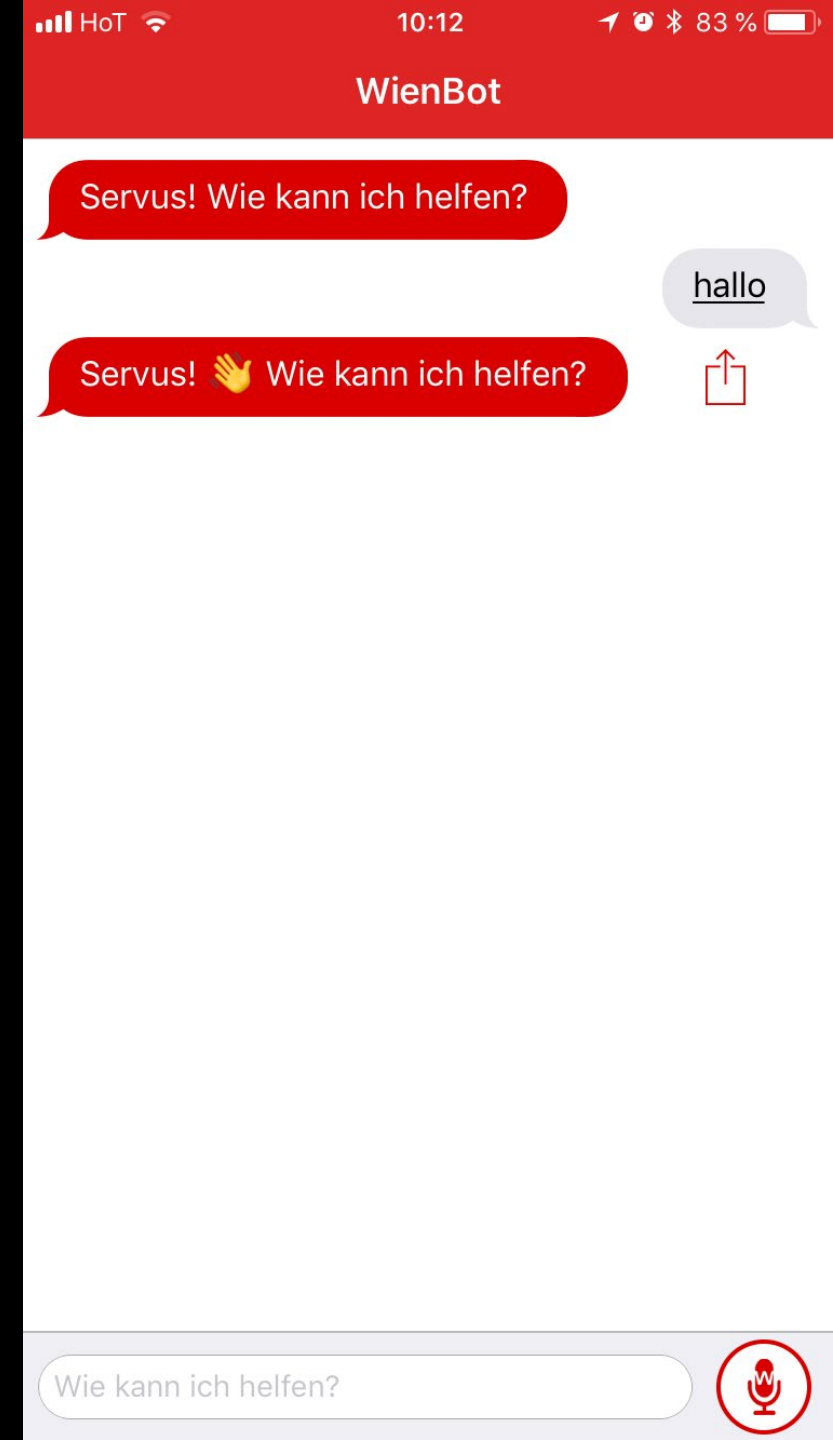 HoT 10:12 83 %
WienBot
Servus! Wie kann ich helfen?
hallo
Servus! 👋 Wie kann ich helfen?
Wie kann ich helfen?
W